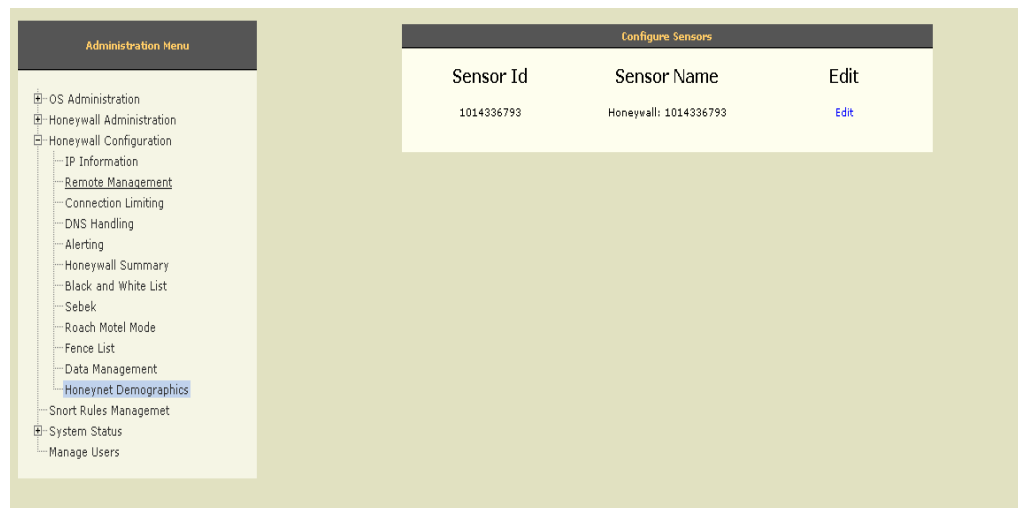 Administration Menu
OS Administration
Honeywall Administration
Honeywall Configuration
IP Information
Remote Management
Connection Limiting
DNS Handling
Alerting
Honeywall Summary
Black and White List
Sebek
Roach Motel Mode
Fence List
Data Management
Honeynet Demographics
Snort Rules Managemet
System Status
Manage Users
Configure Sensors
Sensor Id Sensor Name Edit
1014336793 Honeywall: 1014336793 Edit